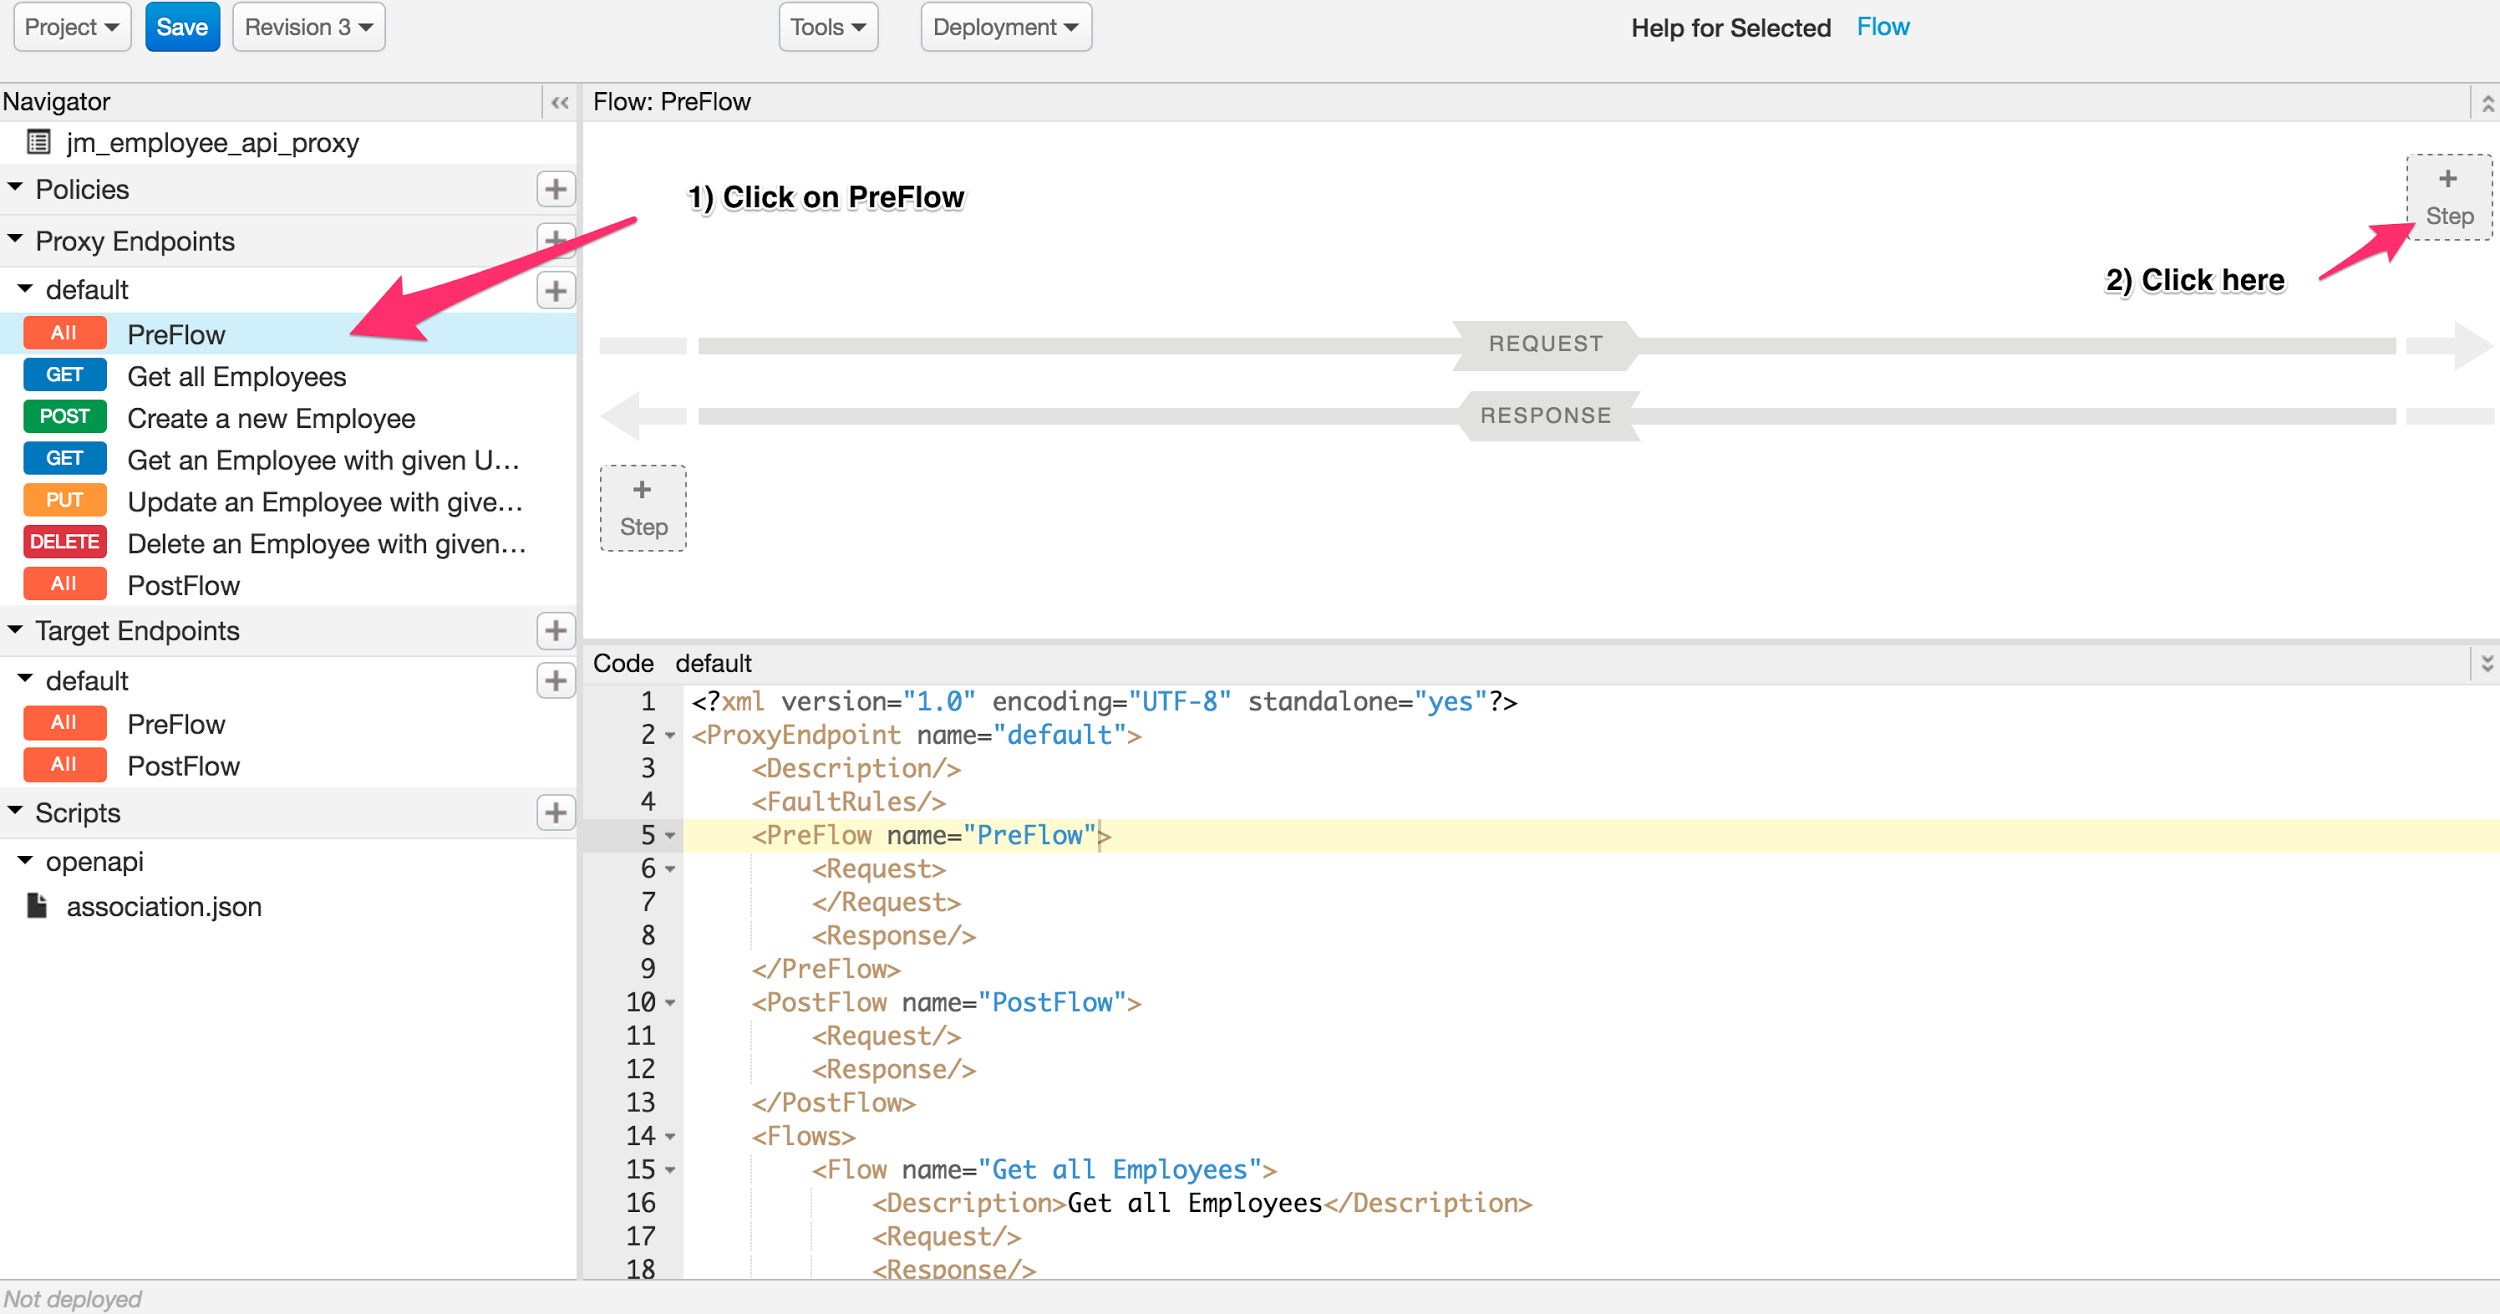 Project Save Revision 3 Tools Deployment Help for Selected Flow
Navigator
jm_employee_api_proxy
Policies
Proxy Endpoints
default
All PreFlow
GET Get all Employees
POST Create a new Employee
GET Get an Employee with given U...
PUT Update an Employee with give...
DELETE Delete an Employee with given...
All PostFlow
Target Endpoints
default
All PreFlow
All PostFlow
Scripts
openapi
association.json
Flow: PreFlow
1) Click on PreFlow
+
Step
2) Click here
REQUEST
RESPONSE
+
Step
Code default
1 <?xml version="1.0" encoding="UTF-8" standalone="yes"?>
2 <ProxyEndpoint name="default">
3 <Description/>
4 <FaultRules/>
5 <PreFlow name="PreFlow">
6 <Request>
7 </Request>
8 <Response/>
9 </PreFlow>
10 <PostFlow name="PostFlow">
11 <Request/>
12 <Response/>
13 </PostFlow>
14 <Flows>
15 <Flow name="Get all Employees">
16 <Description>Get all Employees</Description>
17 <Request/>
18 <Response/>
Not deployed